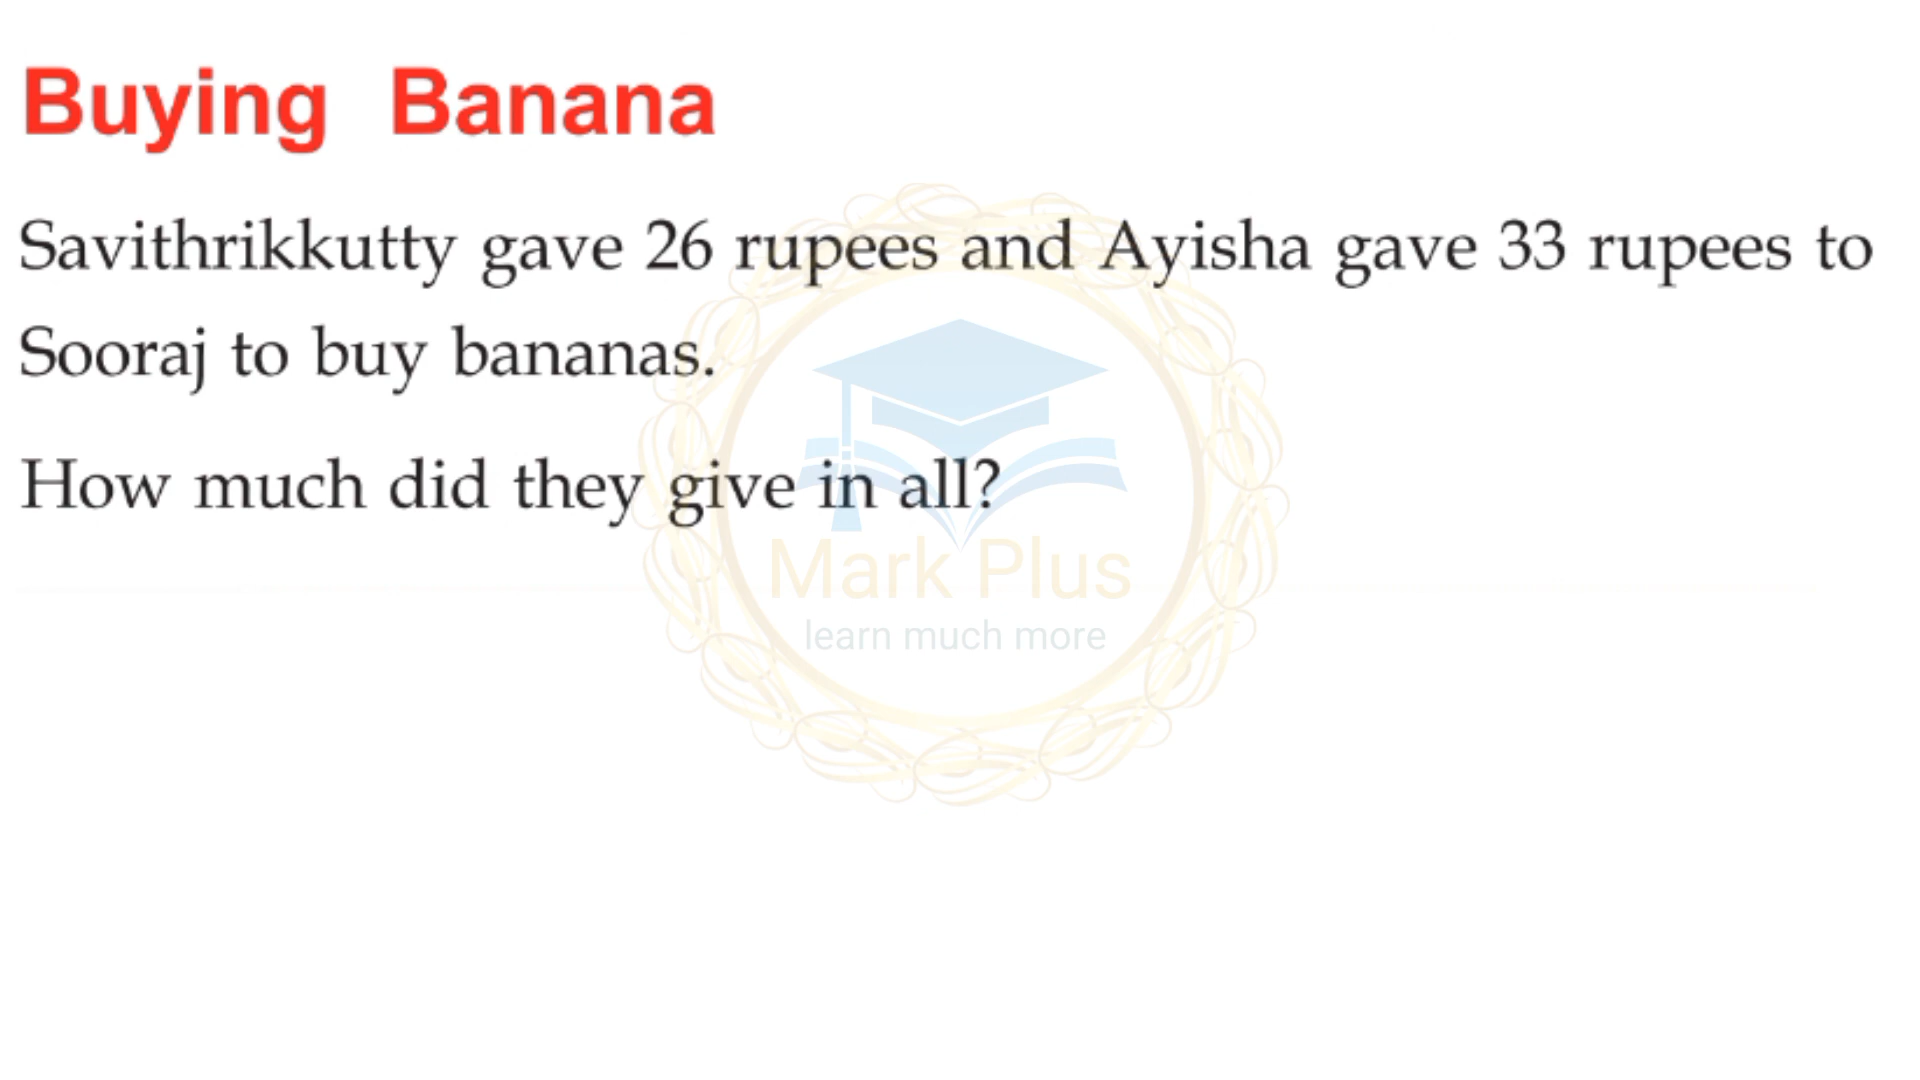 Buying Banana
Savithrikkutty gave 26 rupees and Ayisha gave 33 rupees to
Sooraj to buy bananas.
How much did they give in all?
Mark Plus
learn much more